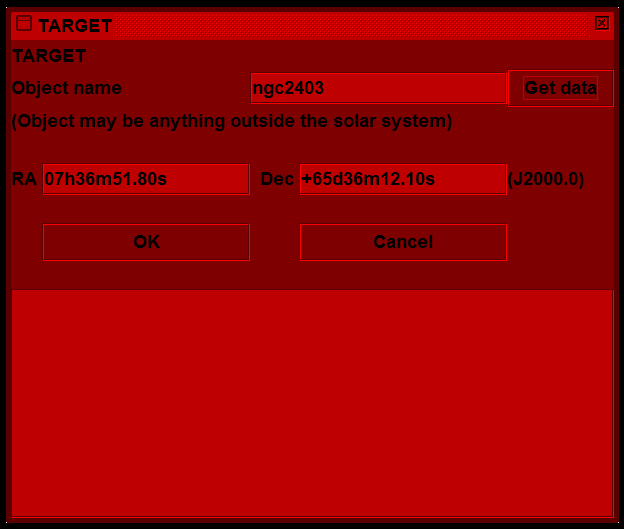 TARGET
TARGET
Object name ngc2403 Get data
(Object may be anything outside the solar system)
RA 07h36m51.80s Dec +65d36m12.10s (J2000.0)
OK Cancel